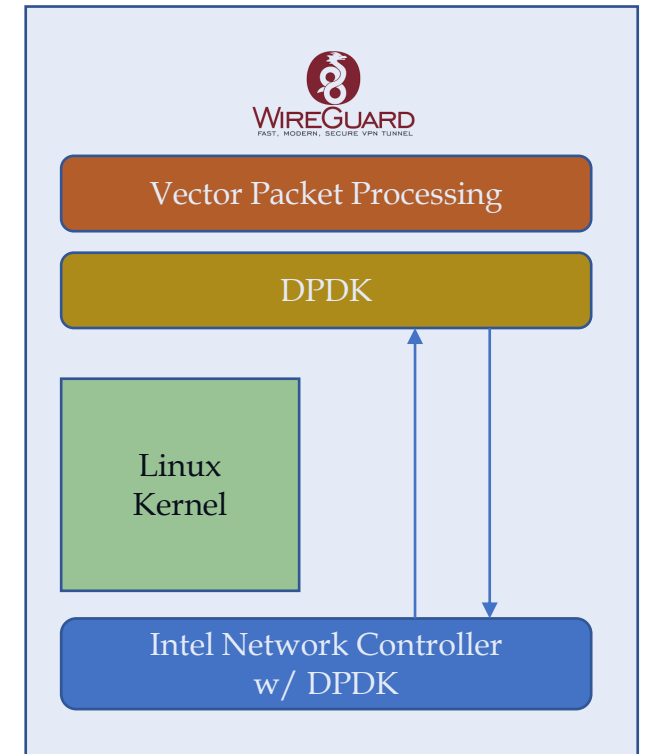 WIREGUARD
FAST, MODERN, SECURE VPN TUNNEL
Vector Packet Processing
DPDK
Linux
Kernel
Intel Network Controller
w/ DPDK